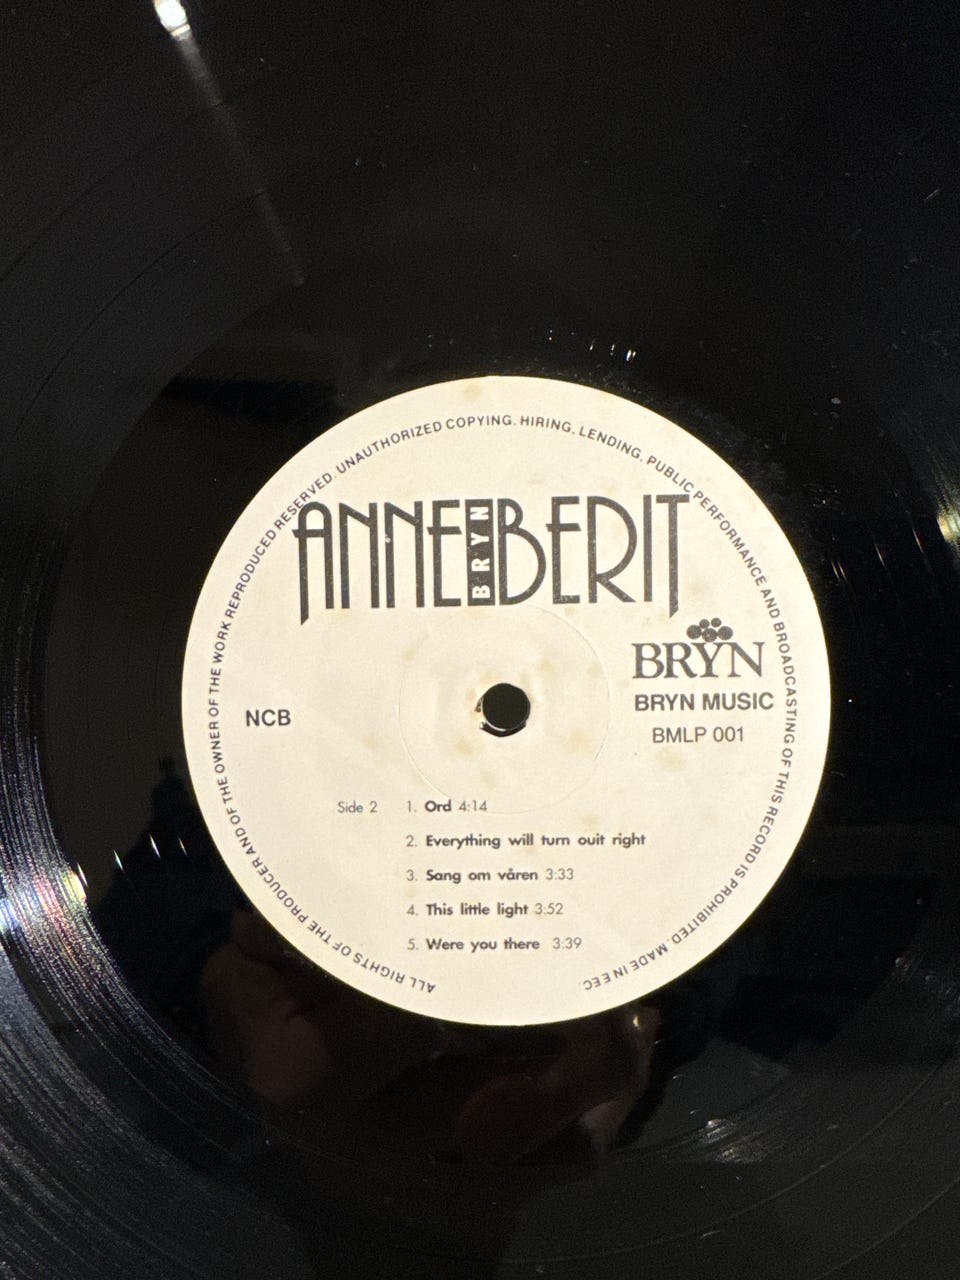 ALL RIGHTS OF THE PRODUCER AND OF THE OWNER OF THE WORK REPRODUCED RESERVED. UNAUTHORIZED COPYING. HIRING, LENDING, PUBLIC PERFORMANCE AND BROADCASTING OF THIS RECORD IS PROHIBITED. MADE IN EEC.
ANNE BRYN BERIT
BRYN
BRYN MUSIC
BMLP 001
NCB
Side 2 1. Ord 4:14
2. Everything will turn ouit right
3. Sang om våren 3:33
4. This little light 3:52
5. Were you there 3:39